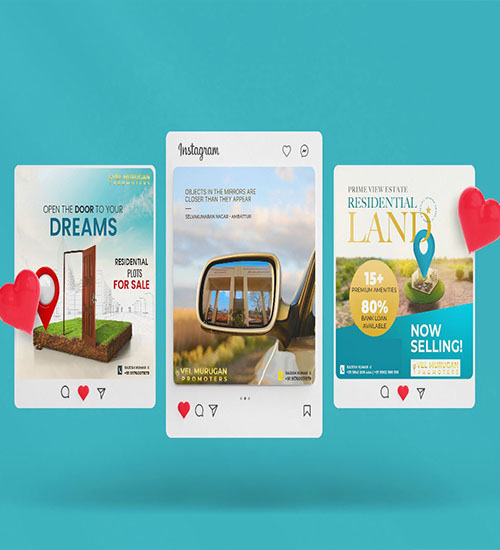 VEL MURUGAN
PROMOTERS
OPEN THE DOOR TO YOUR
DREAMS
RESIDENTIAL
PLOTS
FOR SALE
Instagram
OBJECTS IN THE MIRRORS ARE
CLOSER THAN THEY APPEAR
SELVAKUMARAN NAGAR - AMBATTUR
VEL MURUGAN
PROMOTERS
PRIME VIEW ESTATE
RESIDENTIAL
LAND
15+
PREMIUM AMENITIES
80%
BANK LOAN
AVAILABLE
NOW
SELLING!
VEL MURUGAN
PROMOTERS